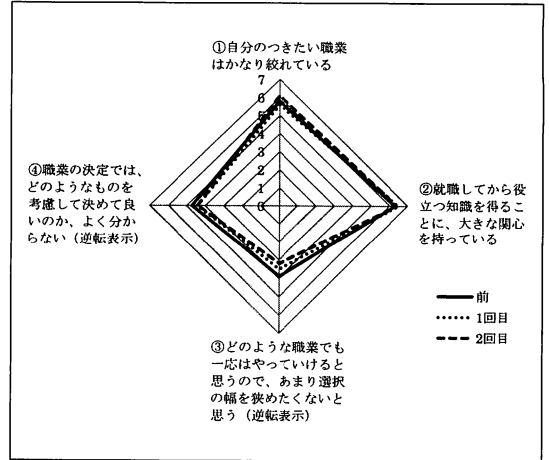 ①自分のつきたい職業
はかなり絞れている
7
6
5
4
3
2
1
0
④職業の決定では、
どのようなものを
考慮して決めて良
いのか、よく分か
らない（逆転表示）
②就職してから役
立つ知識を得る
ことに、大きな関心
を持っている
前
1回目
2回目
③どのような職業でも
一応はやっていけると
思うので、あまり選択
の幅を狭めたくないと
思う（逆転表示）